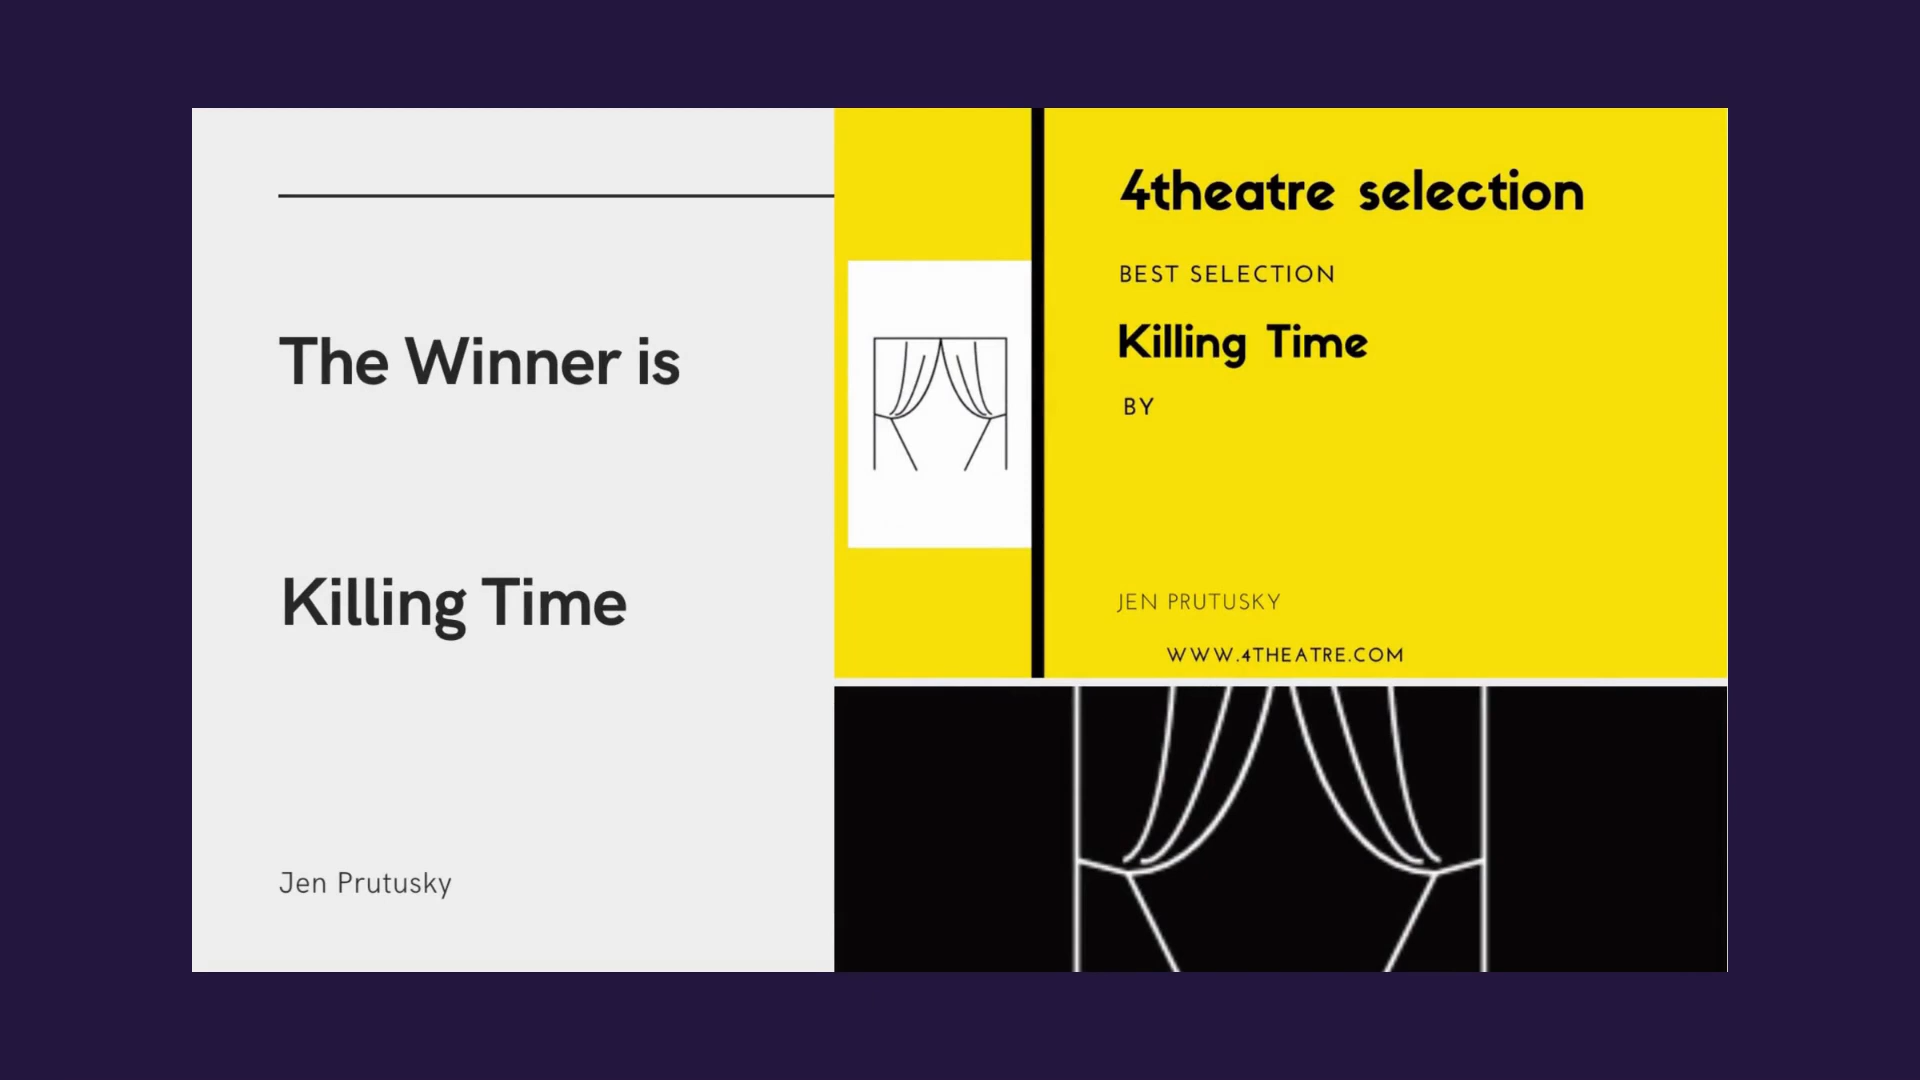 The Winner is
Killing Time
Jen Prutusky
4theatre selection
BEST SELECTION
Killing Time
BY
JEN PRUTUSKY
WWW.4THEATRE.COM